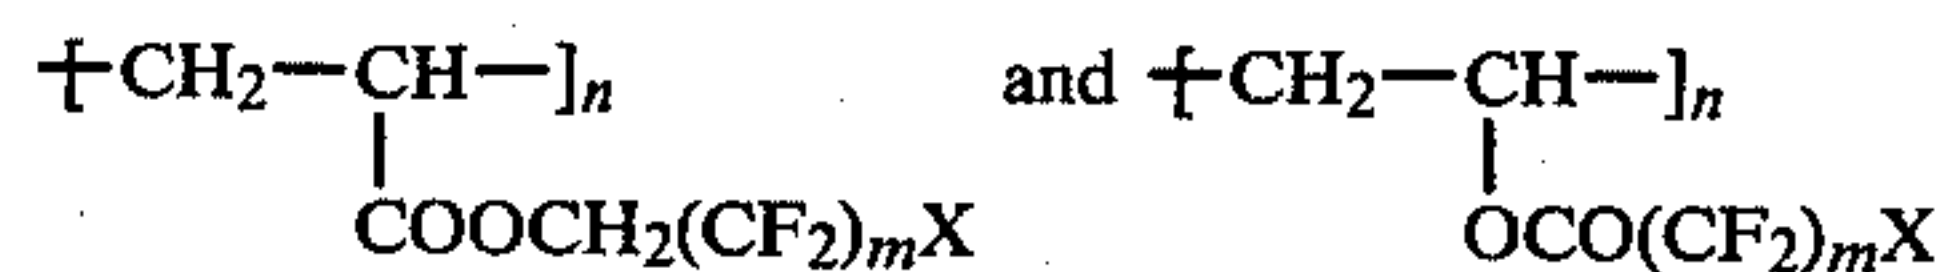 [CH₂—CH—]ₙ and [CH₂—CH—]ₙ
COOCH₂(CF₂)ₘX OCO(CF₂)ₘX